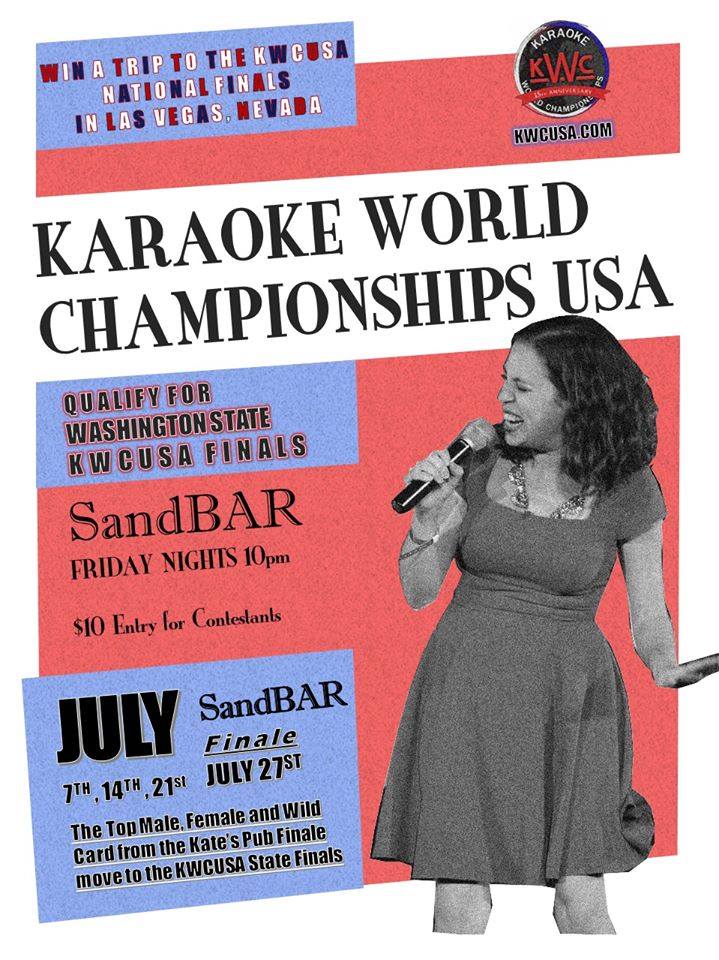 WIN A TRIP TO THE KWCUSA
NATIONAL FINALS
IN LAS VEGAS, NEVADA
KARAOKE
KWC
15TH ANNIVERSARY
WORLD CHAMPIONS
KWCUSA.COM
KARAOKE WORLD
CHAMPIONSHIPS USA
QUALIFY FOR
WASHINGTON STATE
KWCUSA FINALS
SandBAR
FRIDAY NIGHTS 10pm
$10 Entry for Contestants
JULY
7TH, 14TH, 21st
SandBAR
Finale
JULY 27ST
The Top Male, Female and Wild
Card from the Kate's Pub Finale
move to the KWCUSA State Finals